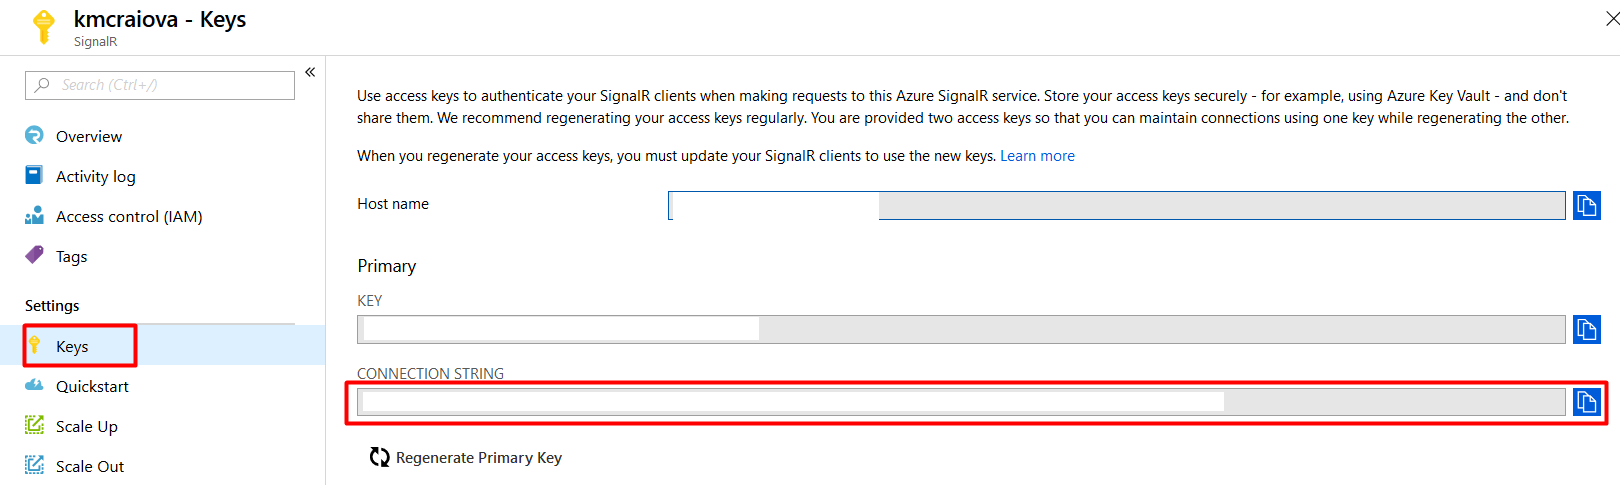 kmcraiova - Keys
SignalR
Search (Ctrl+/)
Overview
Activity log
Access control (IAM)
Tags
Settings
Keys
Quickstart
Scale Up
Scale Out
Use access keys to authenticate your SignalR clients when making requests to this Azure SignalR service. Store your access keys securely - for example, using Azure Key Vault - and don't
share them. We recommend regenerating your access keys regularly. You are provided two access keys so that you can maintain connections using one key while regenerating the other.
When you regenerate your access keys, you must update your SignalR clients to use the new keys. Learn more
Host name
Primary
KEY
CONNECTION STRING
Regenerate Primary Key